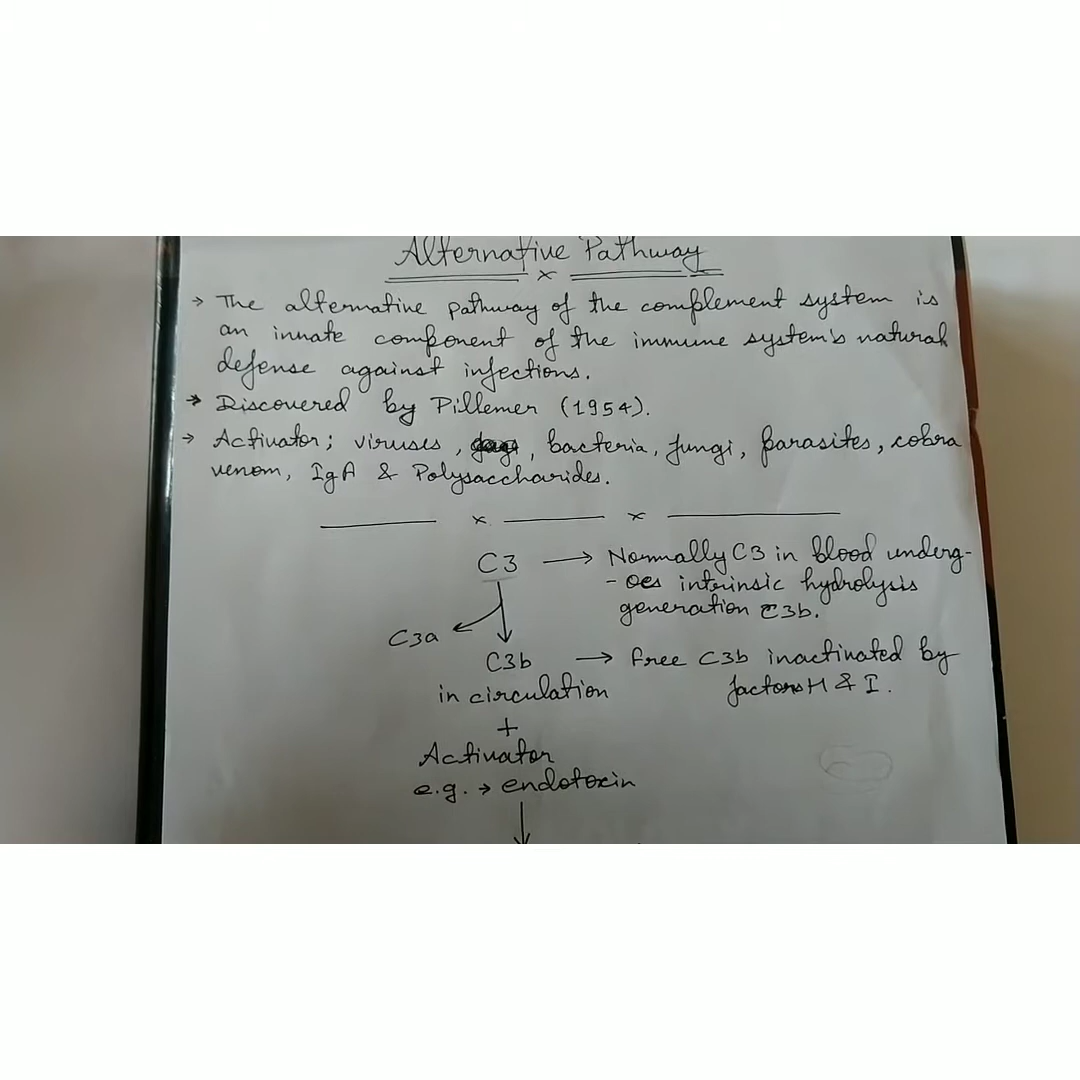 Alternative Pathway
x
→ The alternative pathway of the complement system is
an innate component of the immune system's natural
defense against infections.
→ Discovered by Pillemer (1954).
→ Activator; viruses, , bacteria, fungi, parasites, cobra
venom, IgA & Polysaccharides.
x x
C3 → Normally C3 in blood underg-
-oes intrinsic hydrolysis
generation C3b.
C3a
C3b → free C3b inactivated by
in circulation factors H & I.
+
Activator
e.g. → endotoxin